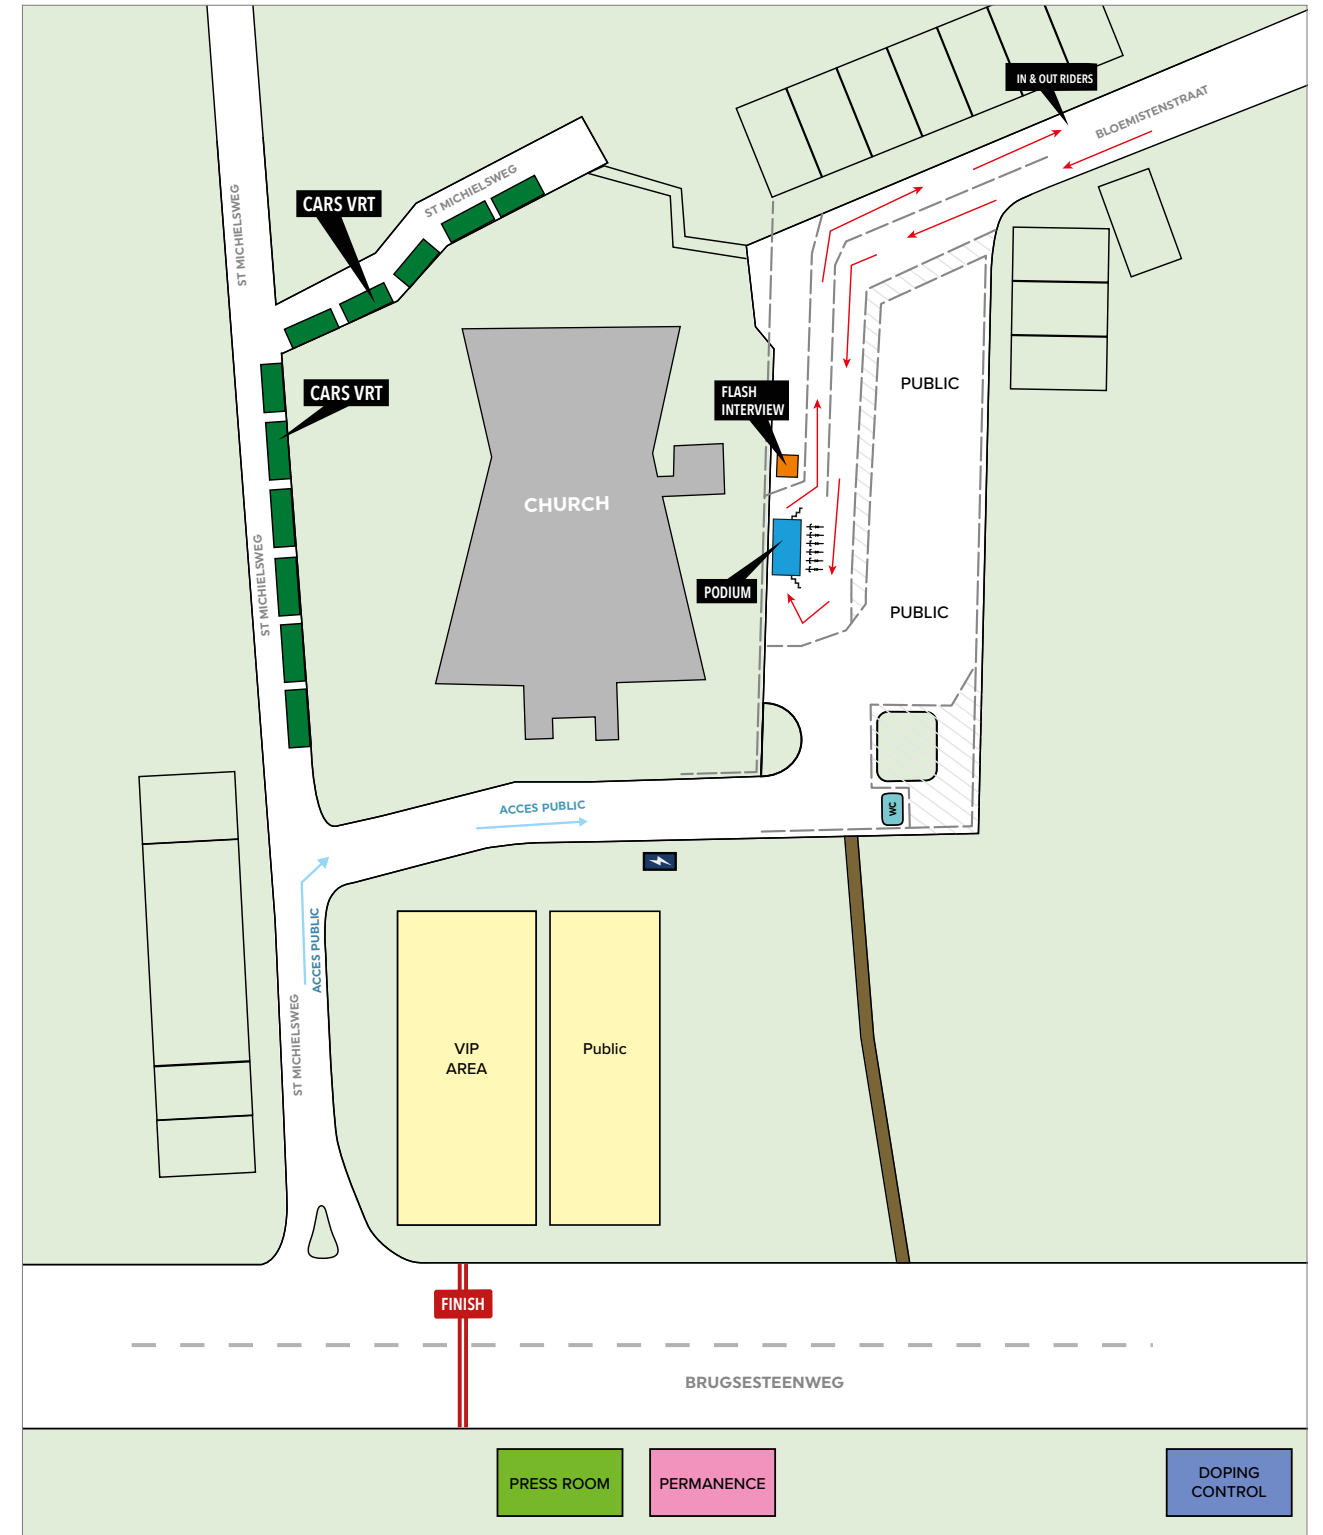 IN & OUT RIDERS
BLOEMISTENSTRAAT
ST MICHIELSWEG
ST MICHIELSWEG
CARS VRT
CARS VRT
FLASH
INTERVIEW
PUBLIC
CHURCH
ST MICHIELSWEG
PODIUM
PUBLIC
ACCES PUBLIC
WC
ACCES PUBLIC
ST MICHIELSWEG
VIP
AREA
Public
FINISH
BRUGSESTEENWEG
PRESS ROOM
PERMANENCE
DOPING
CONTROL